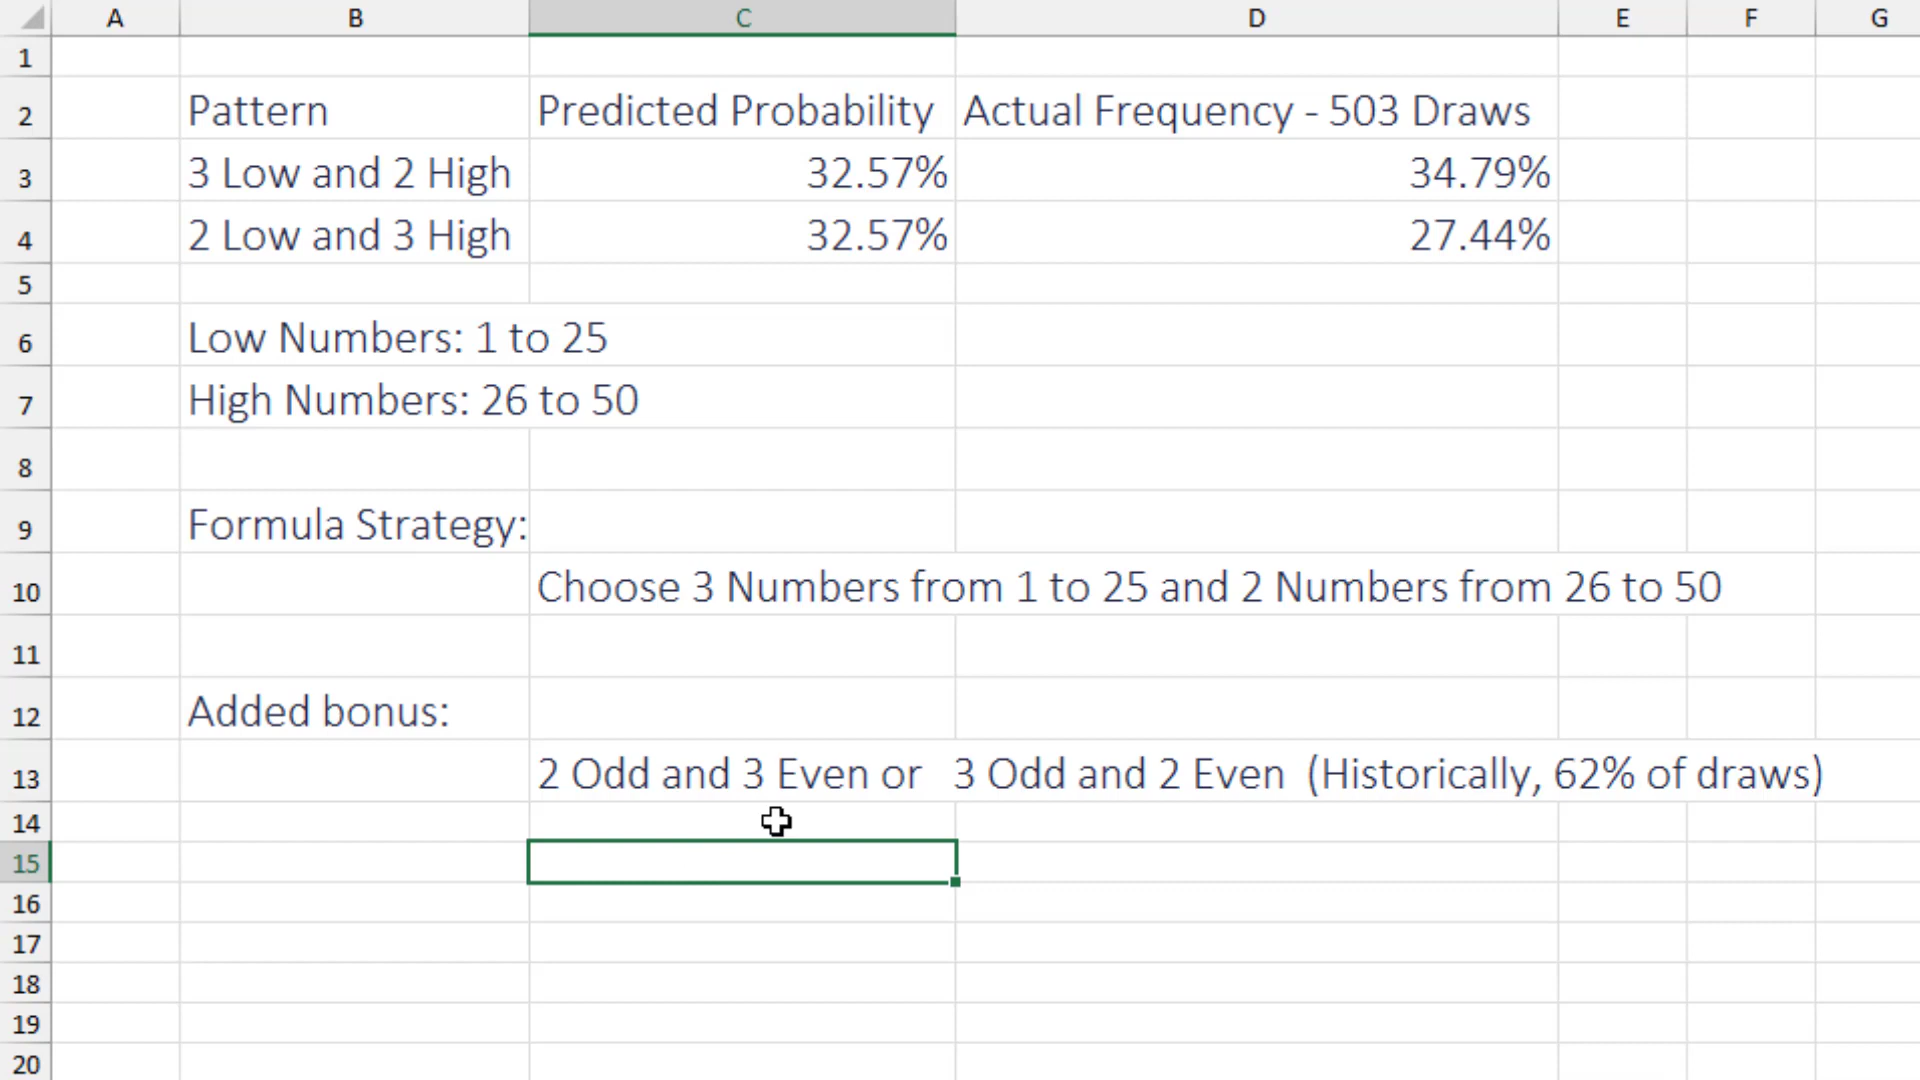 A B C D E F G
1
2 Pattern Predicted Probability Actual Frequency - 503 Draws
3 3 Low and 2 High 32.57% 34.79%
4 2 Low and 3 High 32.57% 27.44%
5
6 Low Numbers: 1 to 25
7 High Numbers: 26 to 50
8
9 Formula Strategy:
10 Choose 3 Numbers from 1 to 25 and 2 Numbers from 26 to 50
11
12 Added bonus:
13 2 Odd and 3 Even or 3 Odd and 2 Even (Historically, 62% of draws)
14
15
16
17
18
19
20